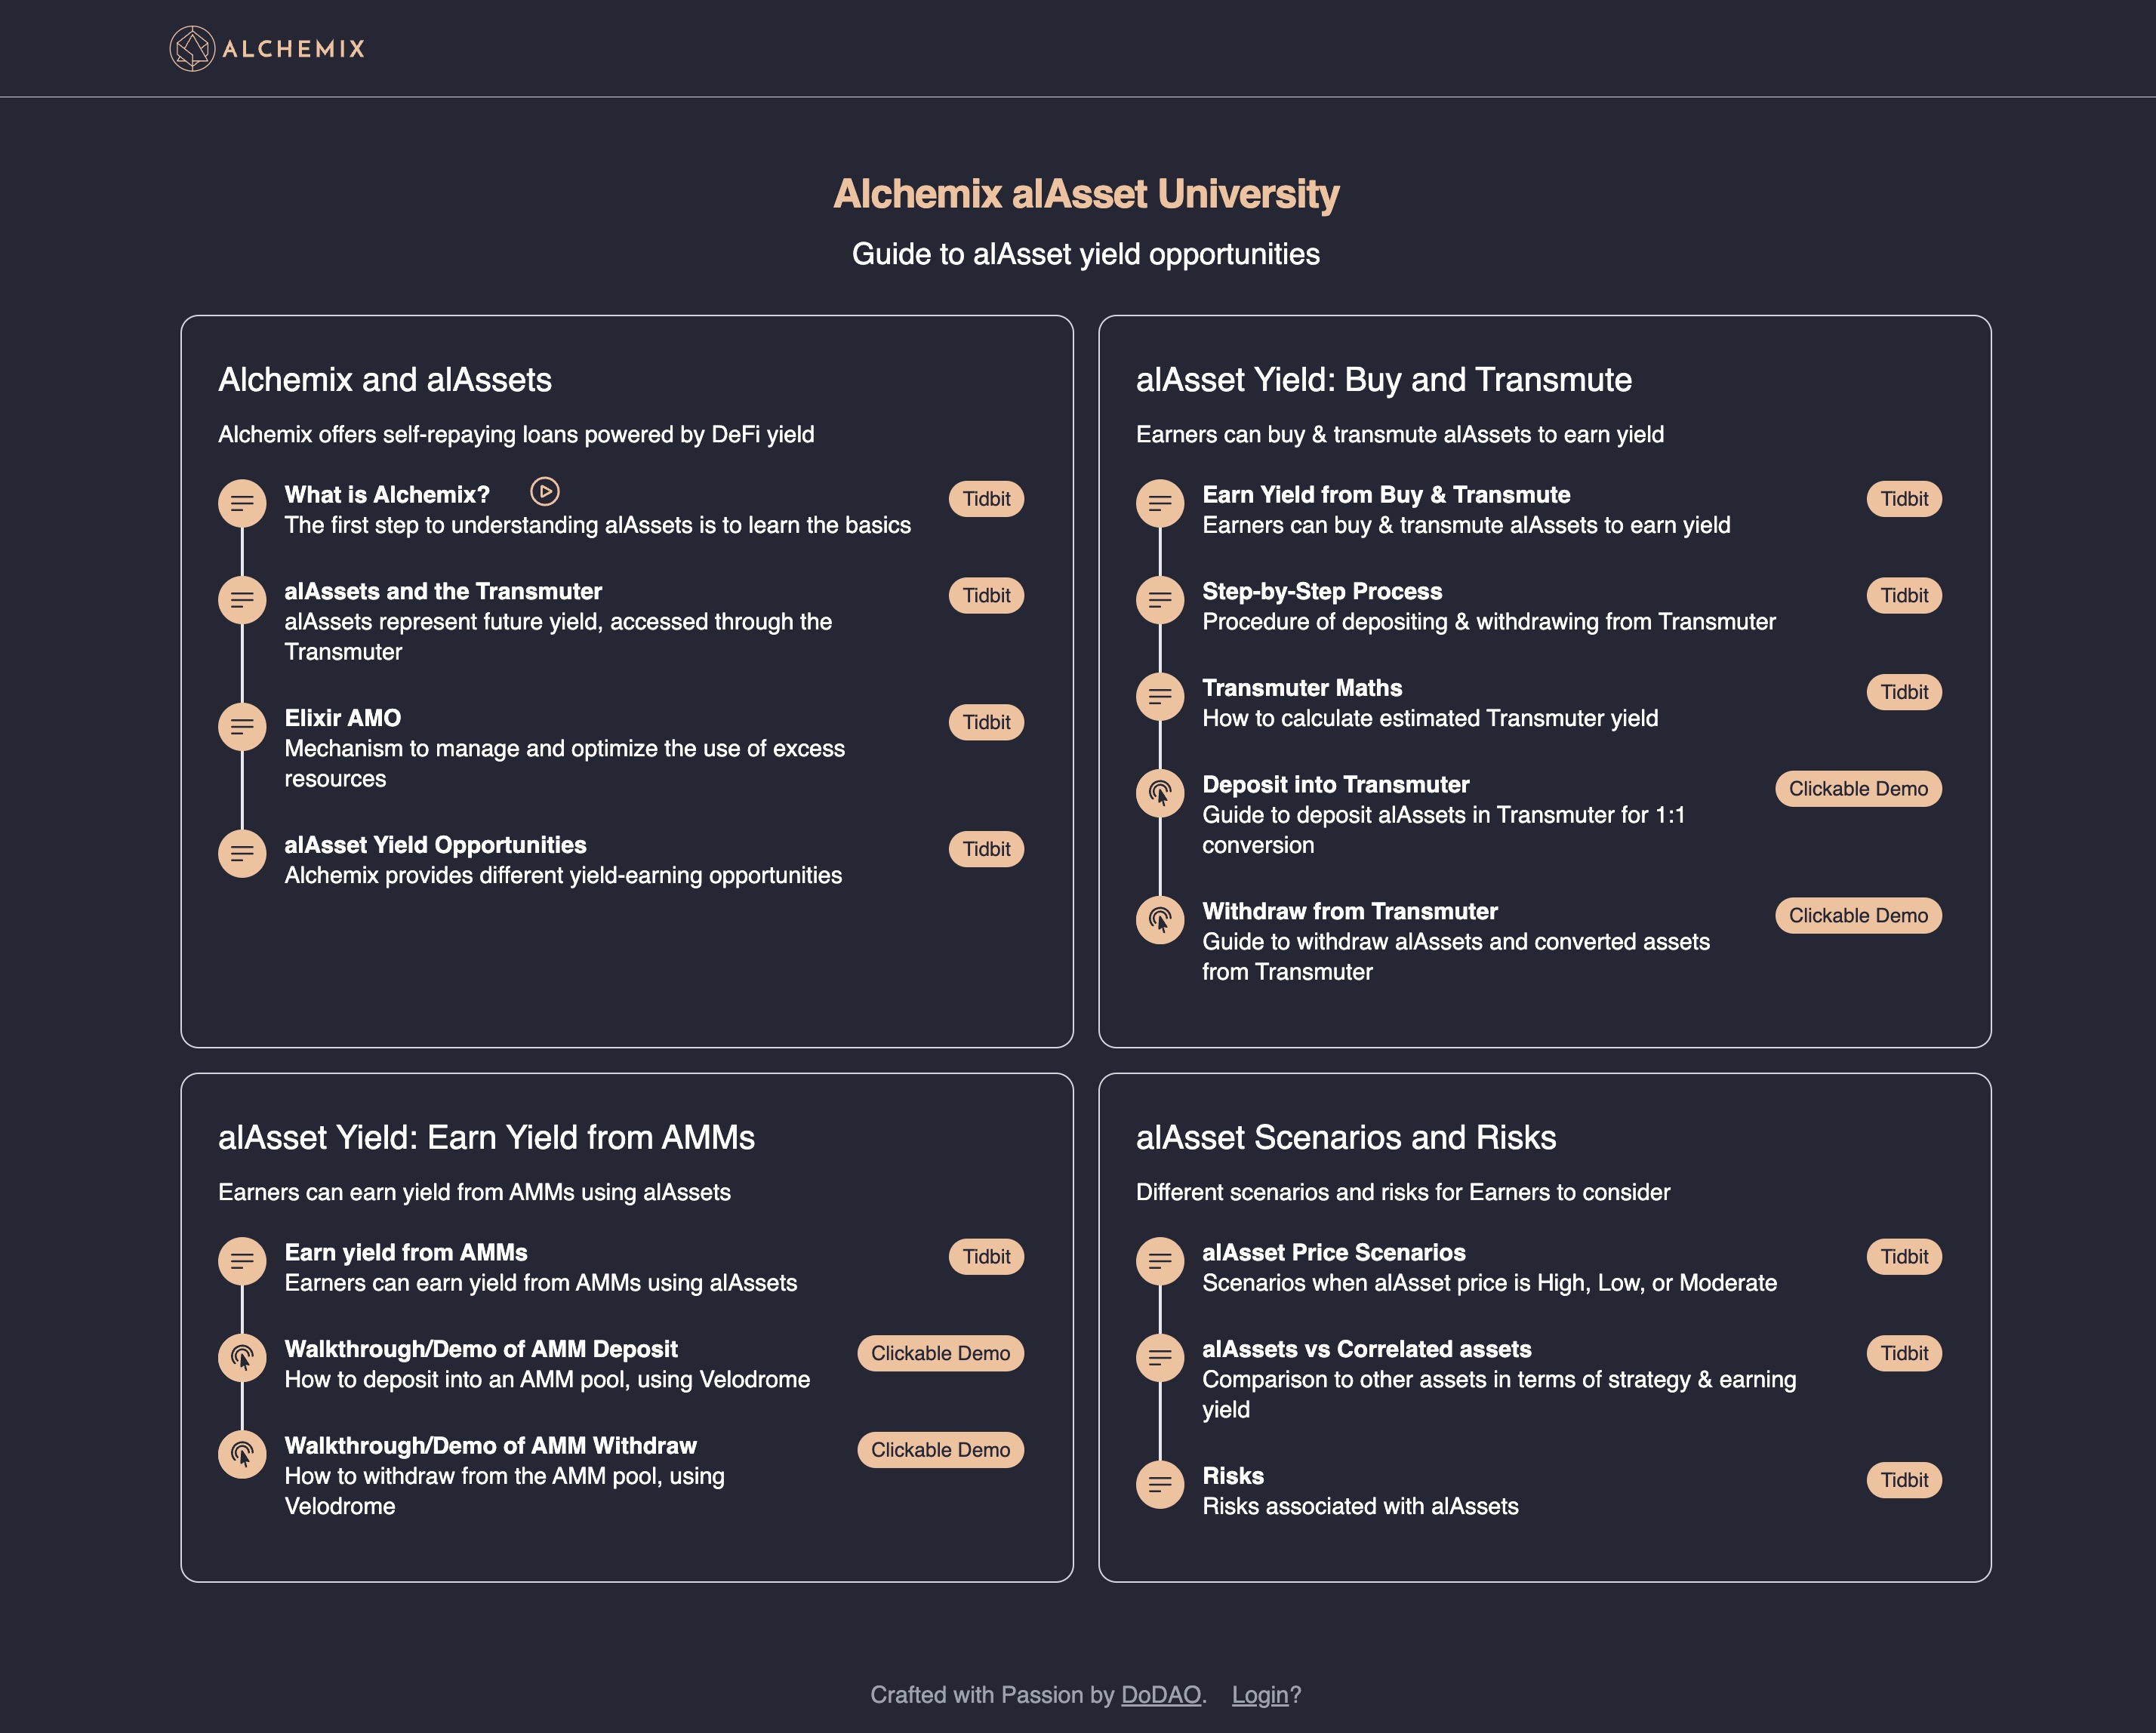 ALCHEMIX
Alchemix alAsset University
Guide to alAsset yield opportunities
Alchemix and alAssets
Alchemix offers self-repaying loans powered by DeFi yield
What is Alchemix?
Tidbit
The first step to understanding alAssets is to learn the basics
alAssets and the Transmuter
Tidbit
alAssets represent future yield, accessed through the
Transmuter
Elixir AMO
Tidbit
Mechanism to manage and optimize the use of excess
resources
alAsset Yield Opportunities
Tidbit
Alchemix provides different yield-earning opportunities
alAsset Yield: Buy and Transmute
Earners can buy & transmute alAssets to earn yield
Earn Yield from Buy & Transmute
Tidbit
Earners can buy & transmute alAssets to earn yield
Step-by-Step Process
Tidbit
Procedure of depositing & withdrawing from Transmuter
Transmuter Maths
Tidbit
How to calculate estimated Transmuter yield
Deposit into Transmuter
Clickable Demo
Guide to deposit alAssets in Transmuter for 1:1
conversion
Withdraw from Transmuter
Clickable Demo
Guide to withdraw alAssets and converted assets
from Transmuter
alAsset Yield: Earn Yield from AMMs
Earners can earn yield from AMMs using alAssets
Earn yield from AMMs
Tidbit
Earners can earn yield from AMMs using alAssets
Walkthrough/Demo of AMM Deposit
Clickable Demo
How to deposit into an AMM pool, using Velodrome
Walkthrough/Demo of AMM Withdraw
Clickable Demo
How to withdraw from the AMM pool, using
Velodrome
alAsset Scenarios and Risks
Different scenarios and risks for Earners to consider
alAsset Price Scenarios
Tidbit
Scenarios when alAsset price is High, Low, or Moderate
alAssets vs Correlated assets
Tidbit
Comparison to other assets in terms of strategy & earning
yield
Risks
Tidbit
Risks associated with alAssets
Crafted with Passion by DoDAO. Login?